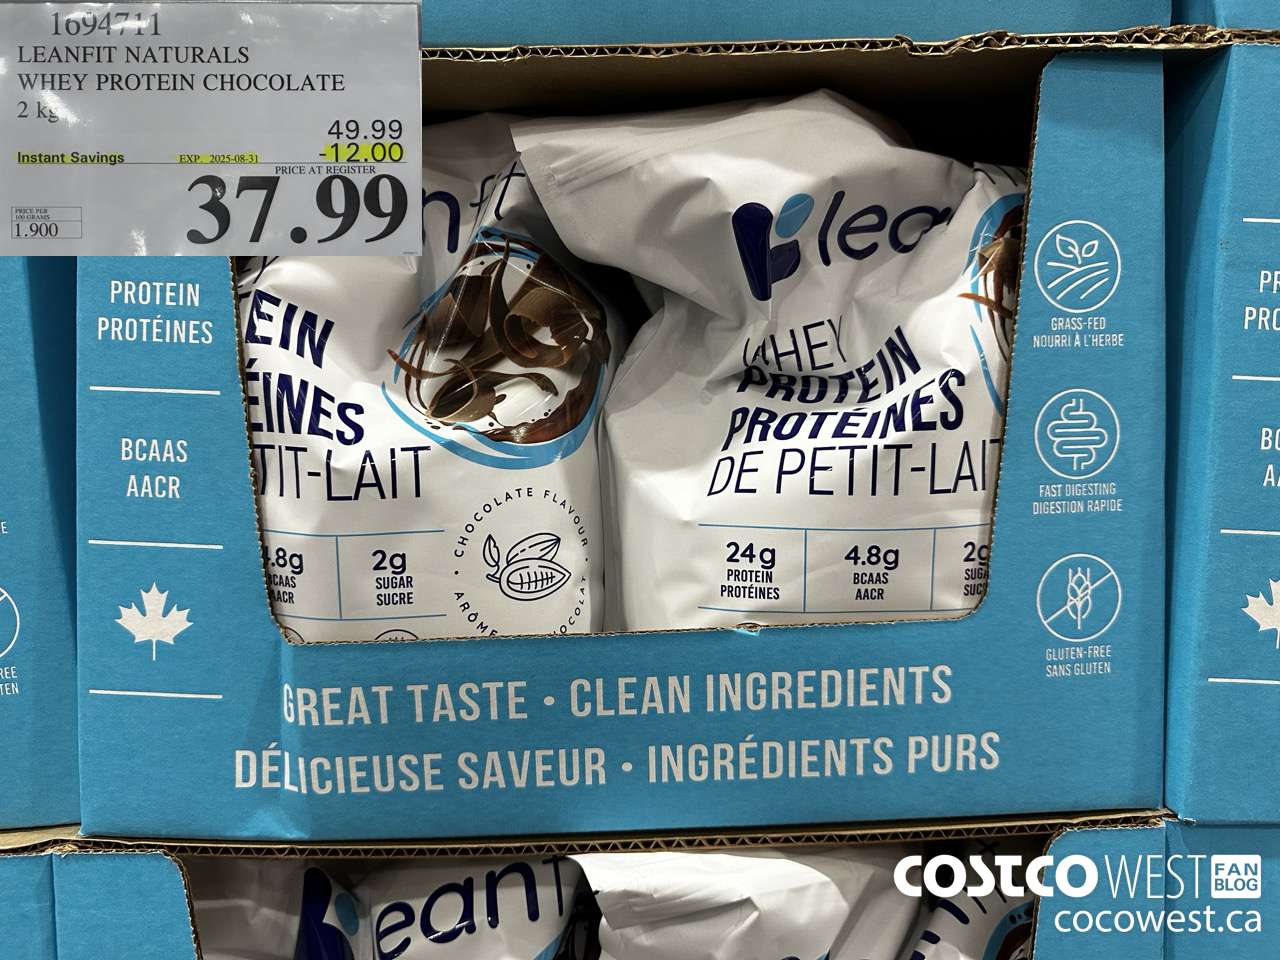 1694711
LEANFIT NATURALS
WHEY PROTEIN CHOCOLATE
2 kg
49.99
Instant Savings EXP. 2025-08-31 -12.00
PRICE AT REGISTER
37.99
PRICE PER
100 GRAMS
1.900
PROTEIN
PROTÉINES
BCAAS
AACR
EIN
ÉINES
TIT-LAIT
.8g
BCAAS
AACR
2g
SUGAR
SUCRE
CHOCOLATE FLAVOUR
lea
WHEY
PROTEIN
PROTÉINES
DE PETIT-LAI
24g
PROTEIN
PROTÉINES
4.8g
BCAAS
AACR
2g
GRASS-FED
NOURRI À L'HERBE
FAST DIGESTING
DIGESTION RAPIDE
GLUTEN-FREE
SANS GLUTEN
GREAT TASTE • CLEAN INGREDIENTS
DÉLICIEUSE SAVEUR • INGRÉDIENTS PURS
leanfit
COSTCO WEST FAN BLOG
cocowest.ca